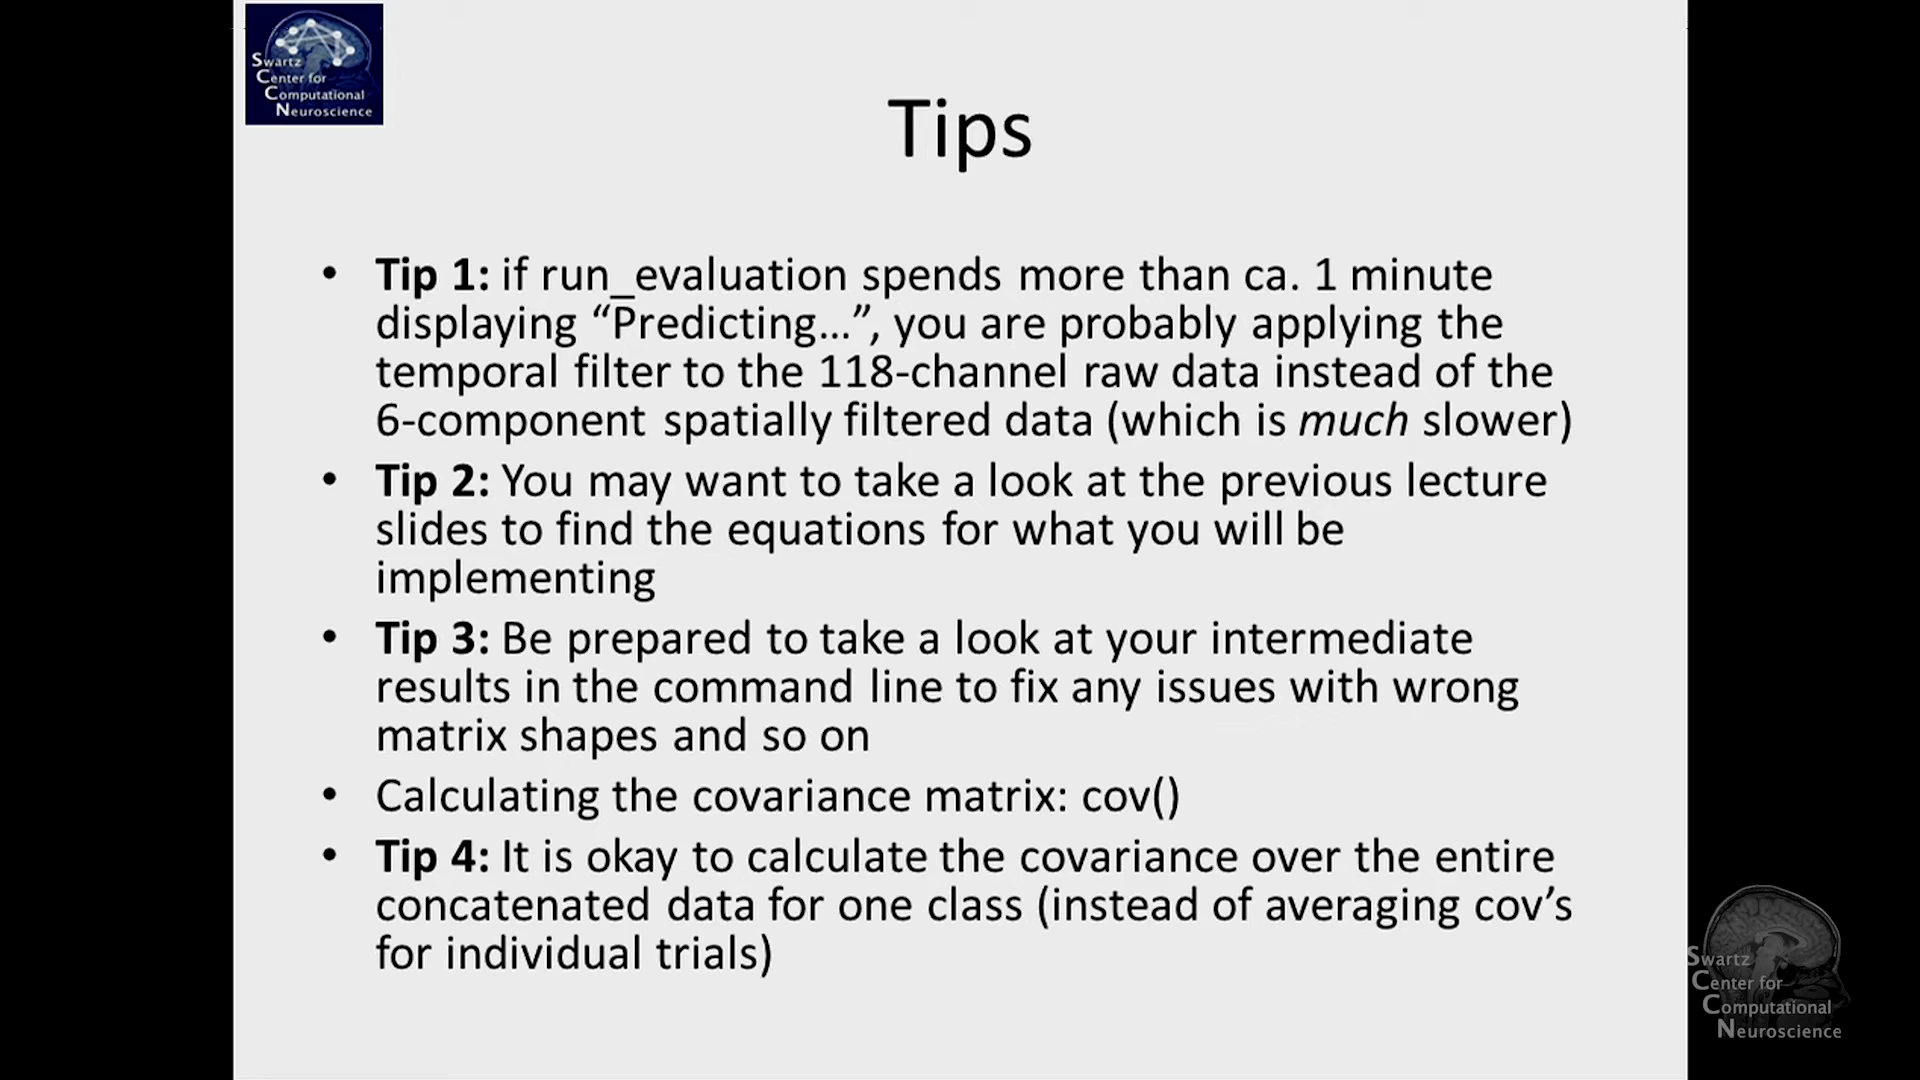 Swartz
Center for
Computational
Neuroscience
Tips
• Tip 1: if run_evaluation spends more than ca. 1 minute
displaying “Predicting…”, you are probably applying the
temporal filter to the 118-channel raw data instead of the
6-component spatially filtered data (which is much slower)
• Tip 2: You may want to take a look at the previous lecture
slides to find the equations for what you will be
implementing
• Tip 3: Be prepared to take a look at your intermediate
results in the command line to fix any issues with wrong
matrix shapes and so on
• Calculating the covariance matrix: cov()
• Tip 4: It is okay to calculate the covariance over the entire
concatenated data for one class (instead of averaging cov’s
for individual trials)
Swartz
Center for
Computational
Neuroscience